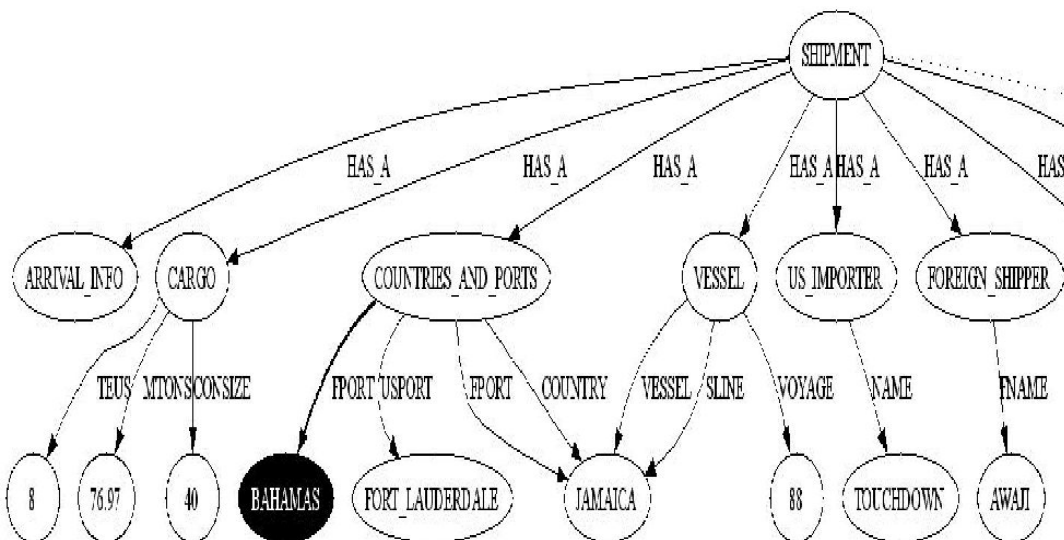 SHIPMENT
HAS_A HAS_A HAS_A HAS_A HAS_A HAS_A HAS
ARRIVAL_INFO CARGO COUNTRIES_AND_PORTS VESSEL US_IMPORTER FOREIGN_SHIPPER
TEUS MTONS CONSIZE FPORT USPORT FPORT COUNTRY VESSEL SLINE VOYAGE NAME FNAME
8 76.97 40 BAHAMAS FORT_LAUDERDALE JAMAICA 88 TOUCHDOWN AWAJI